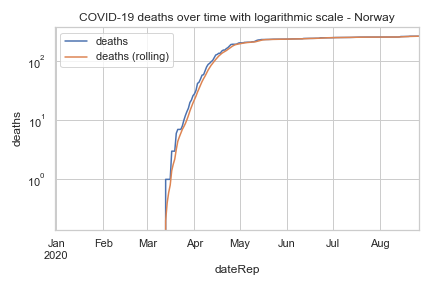 COVID-19 deaths over time with logarithmic scale - Norway
deaths
deaths (rolling)
10²
10¹
10⁰
deaths
Jan Feb Mar Apr May Jun Jul Aug
2020
dateRep